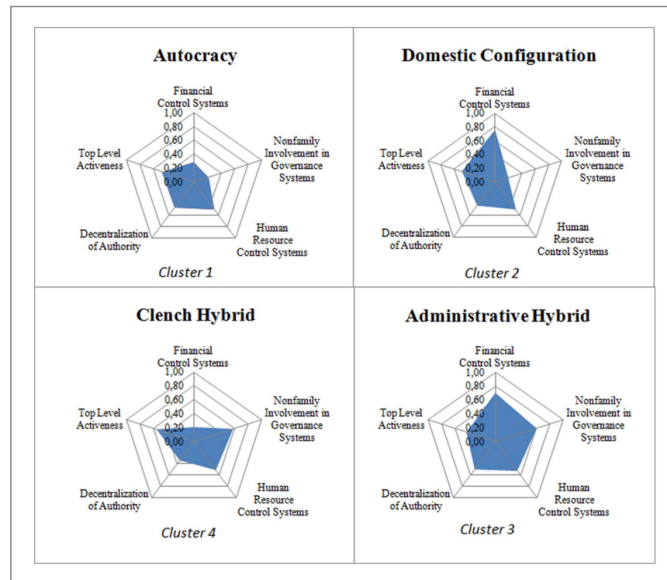 Autocracy
Financial
Control Systems
1,00
0,80
0,60
0,40
0,20
0,00
Nonfamily
Involvement in
Governance
Systems
Human
Resource
Control Systems
Decentralization
of Authority
Top Level
Activeness
Cluster 1
Domestic Configuration
Financial
Control Systems
1,00
0,80
0,60
0,40
0,20
0,00
Nonfamily
Involvement in
Governance
Systems
Human
Resource
Control Systems
Decentralization
of Authority
Top Level
Activeness
Cluster 2
Clench Hybrid
Financial
Control Systems
1,00
0,80
0,60
0,40
0,20
0,00
Nonfamily
Involvement in
Governance
Systems
Human
Resource
Control Systems
Decentralization
of Authority
Top Level
Activeness
Cluster 4
Administrative Hybrid
Financial
Control Systems
1,00
0,80
0,60
0,40
0,20
0,00
Nonfamily
Involvement in
Governance
Systems
Human
Resource
Control Systems
Decentralization
of Authority
Top Level
Activeness
Cluster 3